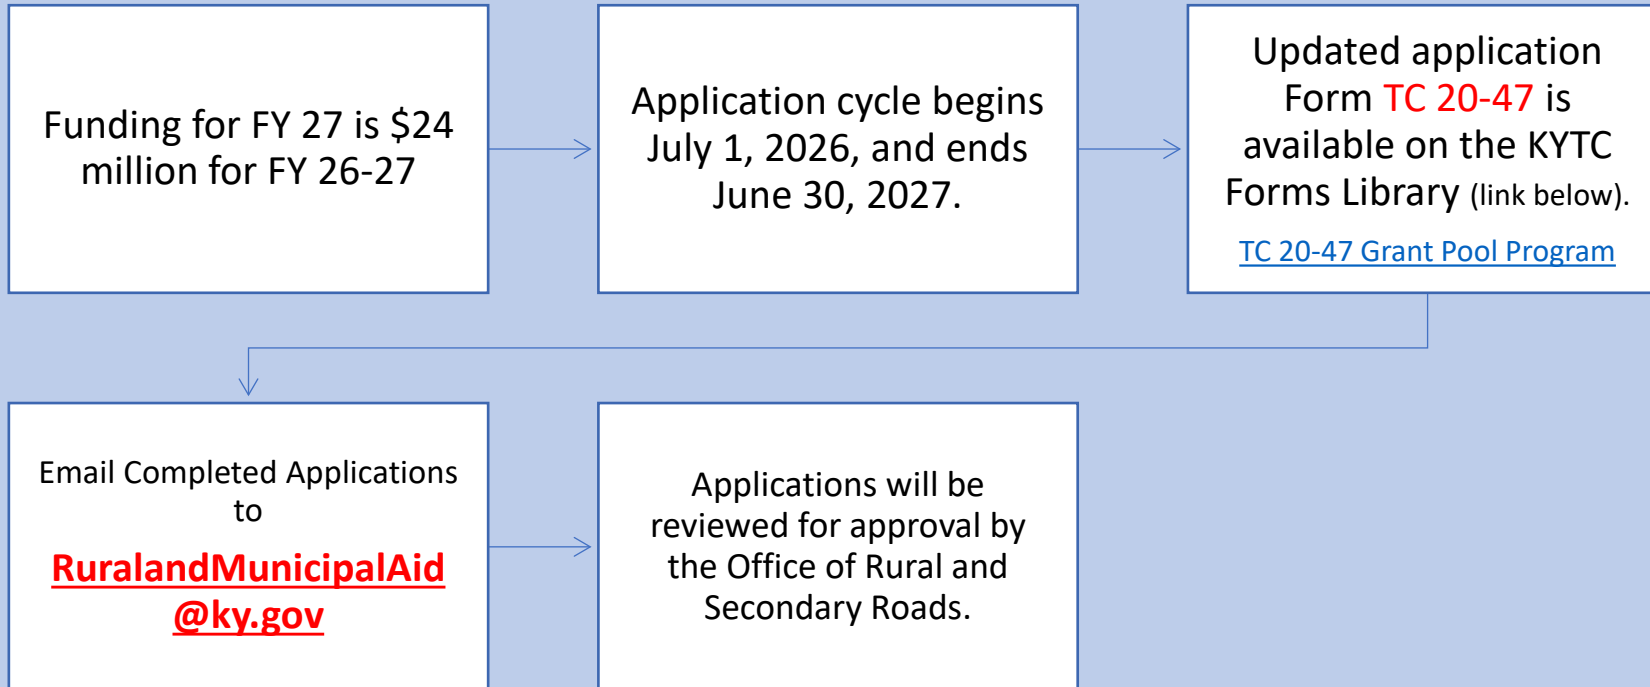 Funding for FY 27 is $24
million for FY 26-27
Application cycle begins
July 1, 2026, and ends
June 30, 2027.
Updated application
Form TC 20-47 is
available on the KYTC
Forms Library (link below).
TC 20-47 Grant Pool Program
Email Completed Applications
to
RuralandMunicipalAid
@ky.gov
Applications will be
reviewed for approval by
the Office of Rural and
Secondary Roads.